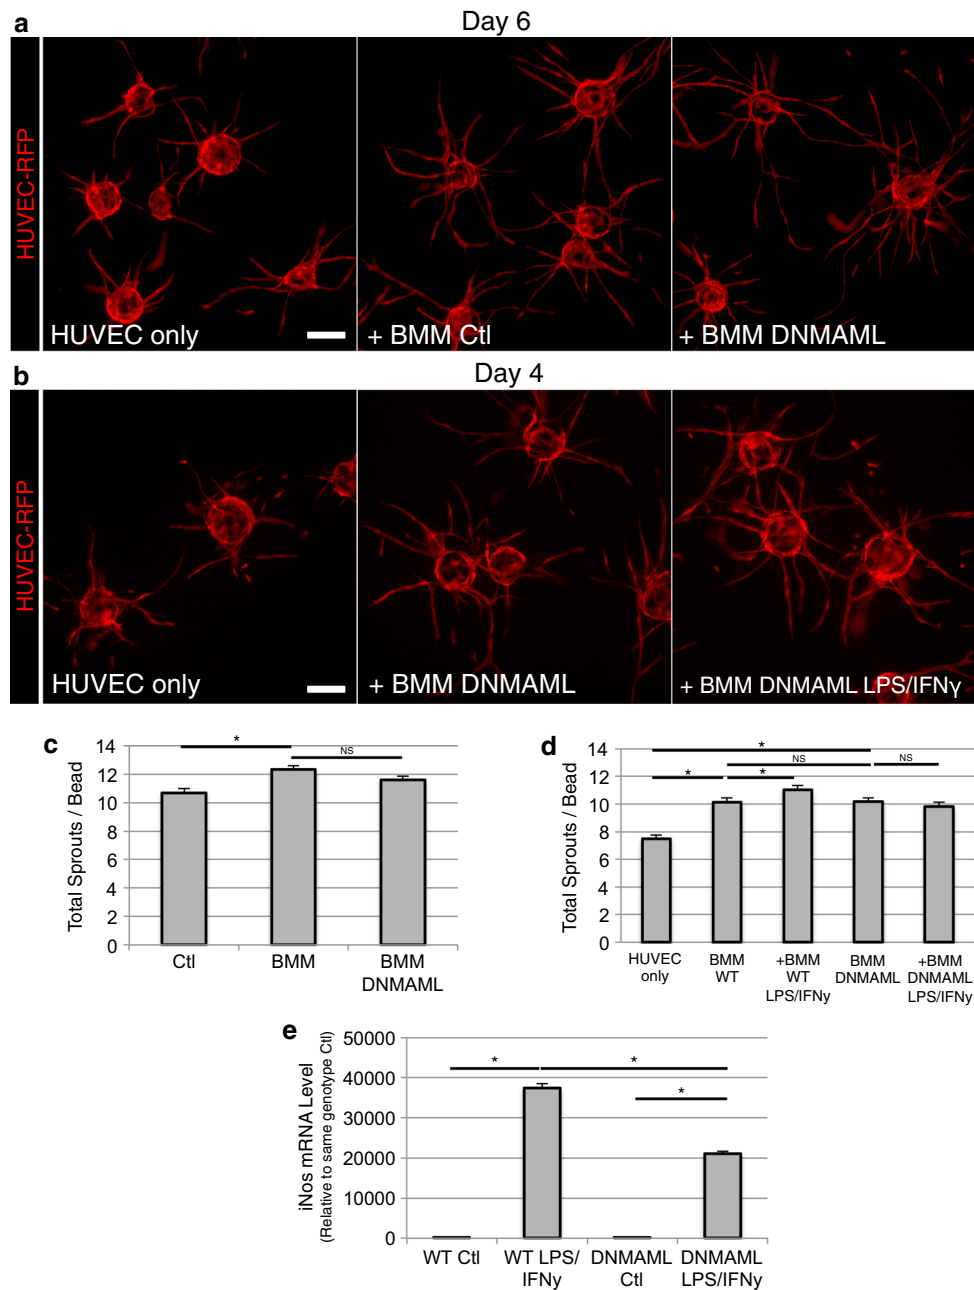 a
Day 6
HUVEC-RFP
HUVEC only
+ BMM Ctl
+ BMM DNMAML
b
Day 4
HUVEC-RFP
HUVEC only
+ BMM DNMAML
+ BMM DNMAML LPS/IFNγ
c
Total Sprouts / Bead
14
12
10
8
6
4
2
0
*
NS
Ctl
BMM
BMM
DNMAML
d
Total Sprouts / Bead
14
12
10
8
6
4
2
0
*
NS
NS
*
*
HUVEC
only
BMM
WT
+BMM
WT
LPS/IFNy
BMM
DNMAML
+BMM
DNMAML
LPS/IFNy
e
iNos mRNA Level
(Relative to same genotype Ctl)
50000
40000
30000
20000
10000
0
*
*
*
WT Ctl
WT LPS/
IFNy
DNMAML
Ctl
DNMAML
LPS/IFNy